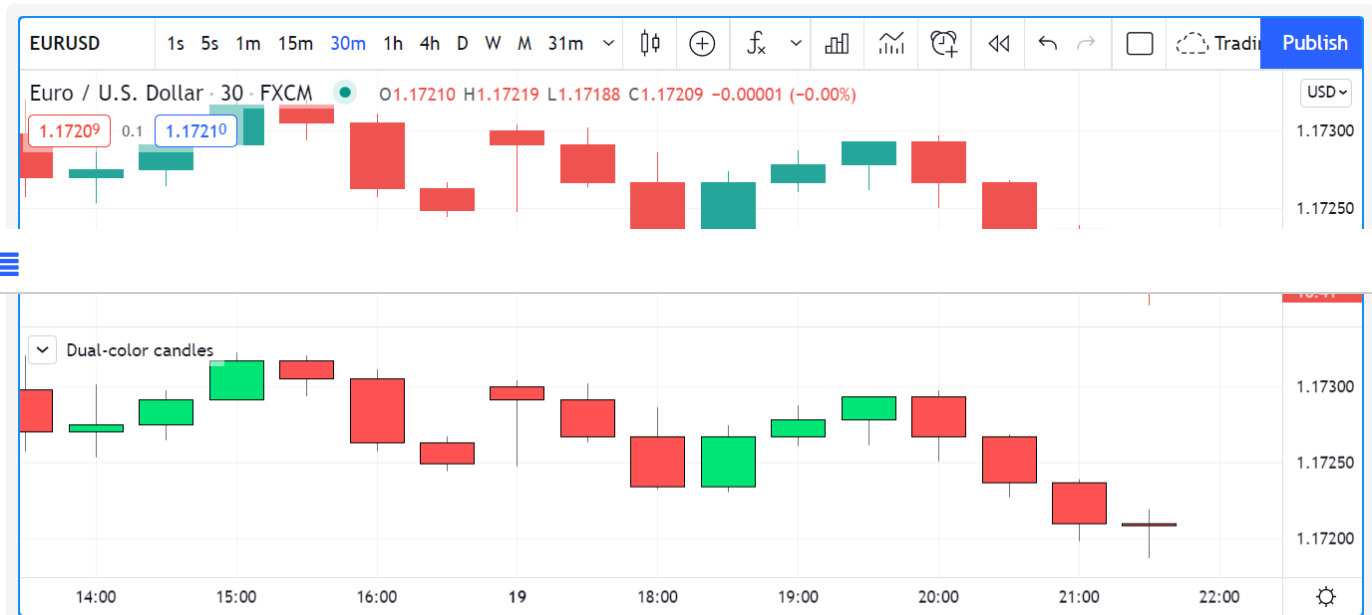 EURUSD 1s 5s 1m 15m 30m 1h 4h D W M 31m fx Tradi Publish
Euro / U.S. Dollar · 30 · FXCM O1.17210 H1.17219 L1.17188 C1.17209 −0.00001 (−0.00%) USD
1.17209 0.1 1.17210 1.17300
1.17250
Dual-color candles
1.17300
1.17250
1.17200
14:00 15:00 16:00 19 18:00 19:00 20:00 21:00 22:00